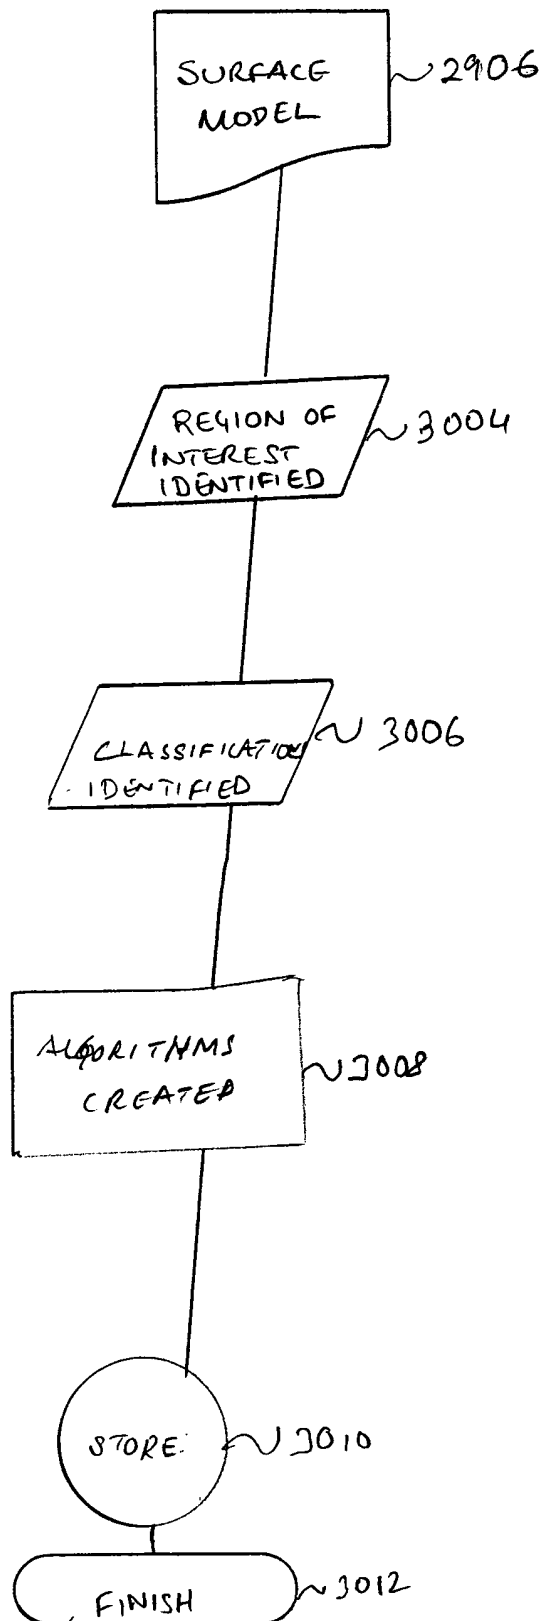 SURFACE
MODEL
2906
REGION OF
INTEREST
IDENTIFIED
3004
CLASSIFICATION
IDENTIFIED
3006
ALGORITHMS
CREATED
3008
STORE
3010
FINISH
3012